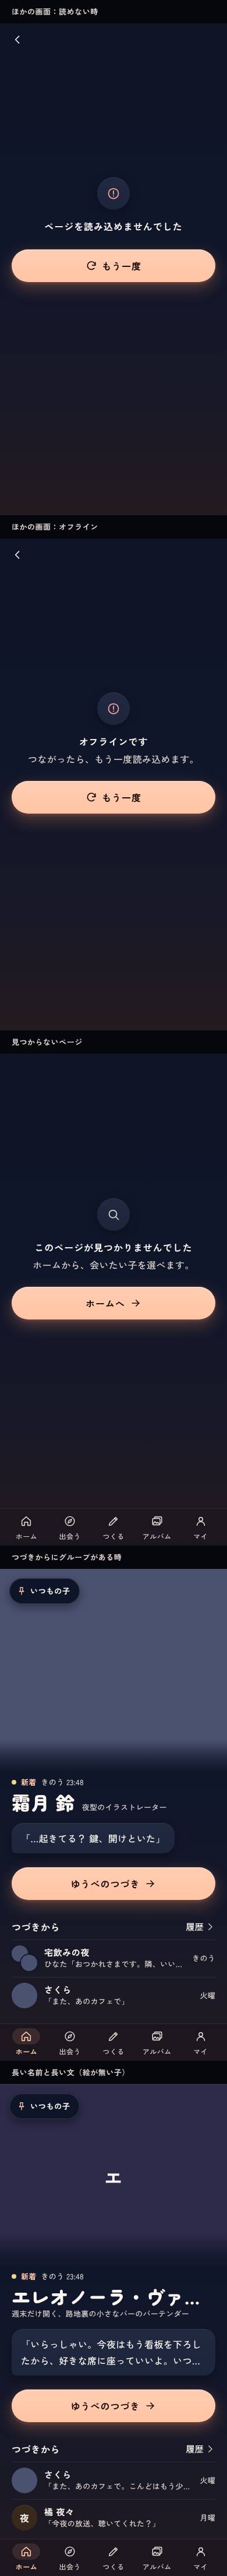 ほかの画面：読めない時
ページを読み込めませんでした
もう一度
ほかの画面：オフライン
オフラインです
つながったら、もう一度読み込めます。
もう一度
見つからないページ
このページが見つかりませんでした
ホームから、会いたい子を選べます。
ホームへ
ホーム 出会う つくる アルバム マイ
つづきからにグループがある時
いつもの子
新着 きのう 23:48
霜月 鈴 夜型のイラストレーター
「…起きてる？ 鍵、開けといた」
ゆうべのつづき
つづきから 履歴
宅飲みの夜
ひなた「おつかれさまです。隣、いい… きのう
さくら
「また、あのカフェで」 火曜
ホーム 出会う つくる アルバム マイ
長い名前と長い文（絵が無い子）
いつもの子
エ
新着 きのう 23:48
エレオノーラ・ヴァ…
週末だけ開く、路地裏の小さなバーのバーテンダー
「いらっしゃい。今夜はもう看板を下ろし
たから、好きな席に座っていいよ。いつ…
ゆうべのつづき
つづきから 履歴
さくら
「また、あのカフェで。こんどはもう少… 火曜
夜 橘 夜々
「今夜の放送、聴いてくれた？」 月曜
ホーム 出会う つくる アルバム マイ